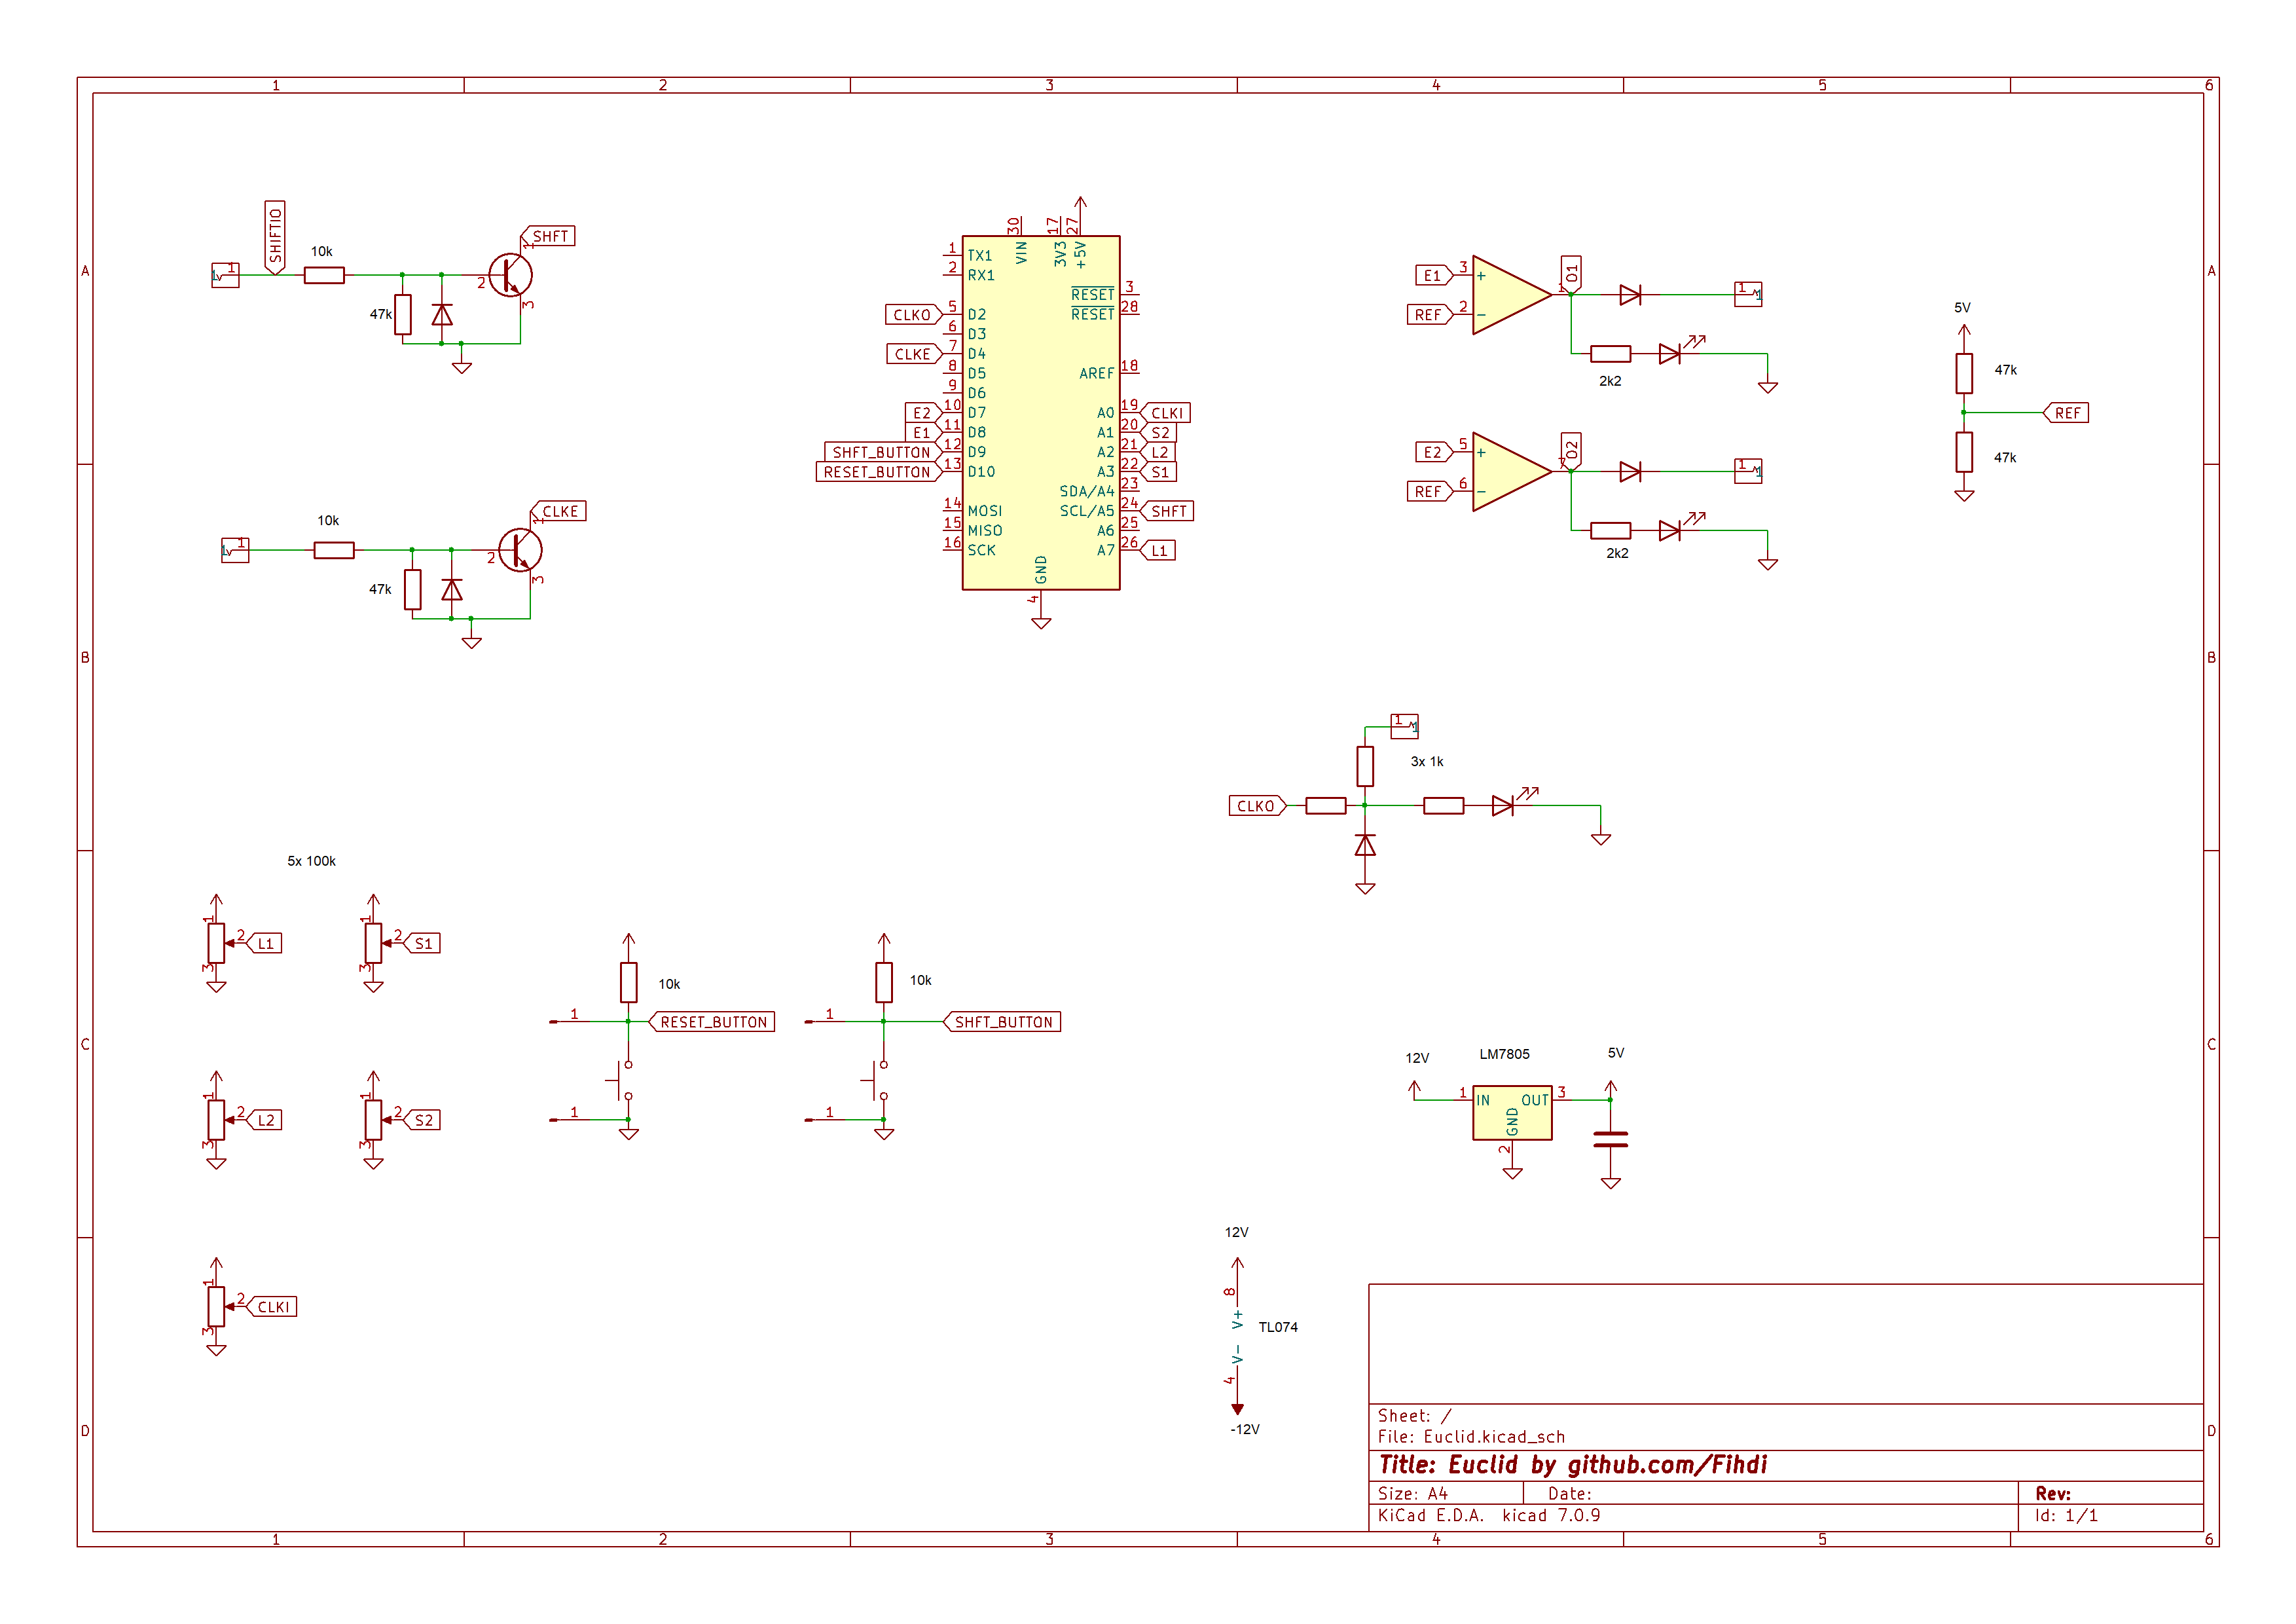 1 2 3 4 5 6
A A
B B
C C
D D
1 2 3 4 5 6
SHIFTIO
10k
47k
1
2
1
3
SHFT
10k
47k
1
2
1
3
CLKE
30 17 27
VIN 3V3 +5V
1 TX1
2 RX1
RESET 3
RESET 28
CLKO 5 D2
6 D3
CLKE 7 D4
8 D5
AREF 18
9 D6
E2 10 D7
A0 19 CLKI
E1 11 D8
A1 20 S2
SHFT_BUTTON 12 D9
A2 21 L2
RESET_BUTTON 13 D10
A3 22 S1
SDA/A4 23
14 MOSI
SCL/A5 24 SHFT
15 MISO
A6 25
16 SCK
A7 26 L1
GND
4
E1 3 +
REF 2 -
1
O1
1
2k2
E2 5 +
REF 6 -
7
O2
1
2k2
5V
47k
REF
47k
1
3x 1k
CLKO
5x 100k
1
2 L1
3
1
2 S1
3
1
2 L2
3
1
2 S2
3
1
2 CLKI
3
10k
1 RESET_BUTTON
1
10k
1 SHFT_BUTTON
1
12V LM7805 5V
1 IN OUT 3
GND
2
12V
8
V+
TL074
V-
4
-12V
Sheet: /
File: Euclid.kicad_sch
Title: Euclid by github.com/Fihdi
Size: A4 Date: Rev:
KiCad E.D.A. kicad 7.0.9 Id: 1/1